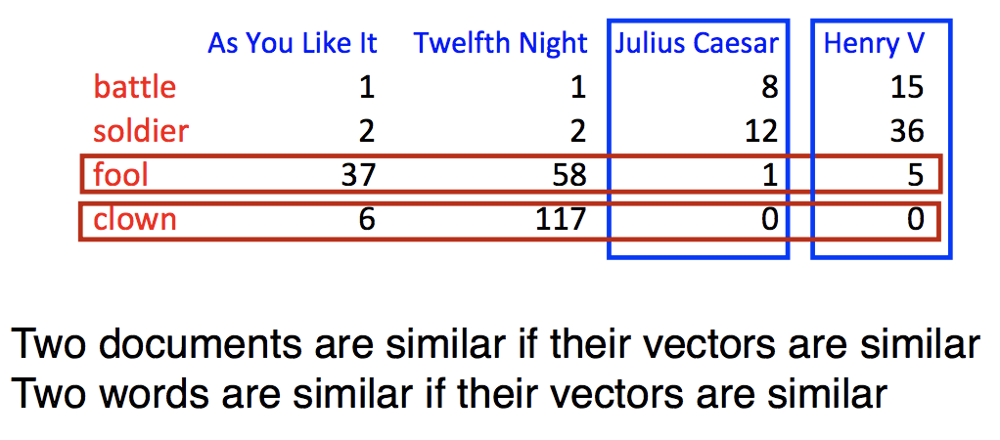 As You Like It Twelfth Night Julius Caesar Henry V
battle 1 1 8 15
soldier 2 2 12 36
fool 37 58 1 5
clown 6 117 0 0
Two documents are similar if their vectors are similar
Two words are similar if their vectors are similar